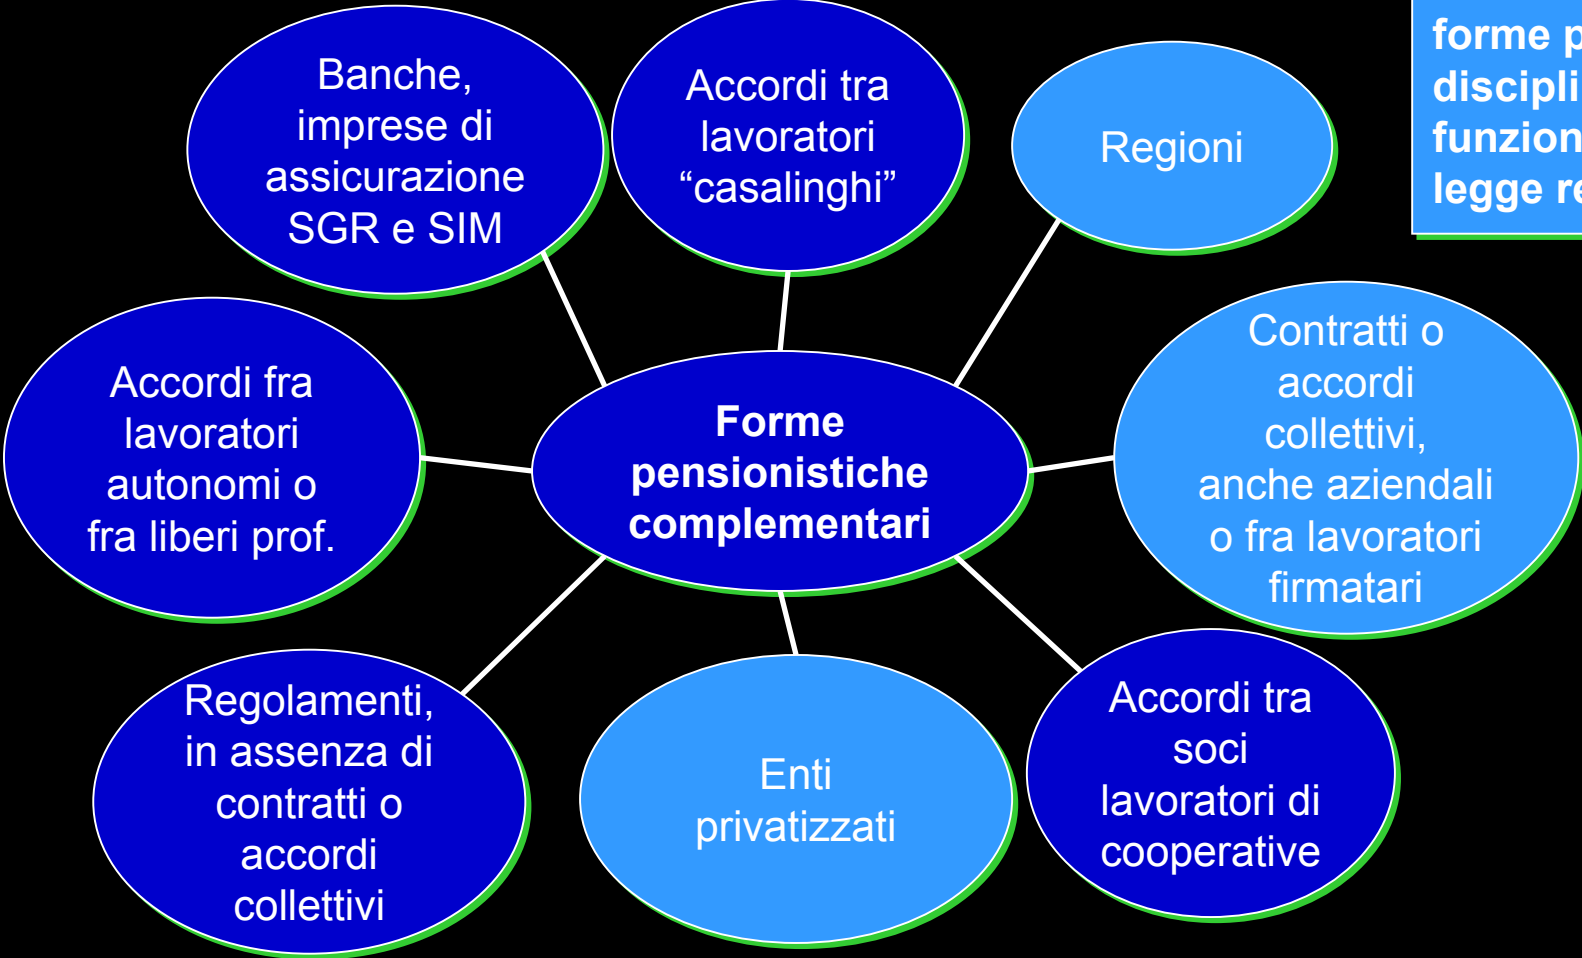 Banche,
imprese di
assicurazione
SGR e SIM
Accordi tra
lavoratori
“casalinghi”
Regioni
forme
funzion
legge
Accordi fra
lavoratori
autonomi o
fra liberi prof.
Forme
pensionistiche
complementari
Contratti o
accordi
collettivi,
anche aziendali
o fra lavoratori
firmatari
Regolamenti,
in assenza di
contratti o
accordi
collettivi
Enti
privatizzati
Accordi tra
soci
lavoratori di
cooperative